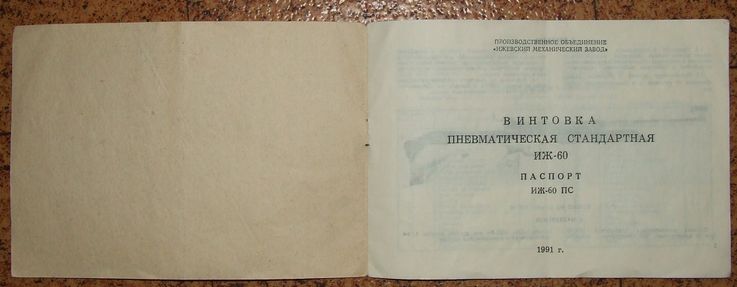 ПРОИЗВОДСТВЕННОЕ ОБЪЕДИНЕНИЕ
«ИЖЕВСКИЙ МЕХАНИЧЕСКИЙ ЗАВОД»
ВИНТОВКА
ПНЕВМАТИЧЕСКАЯ СТАНДАРТНАЯ
ИЖ-60
ПАСПОРТ
ИЖ-60 ПС
1991 г.